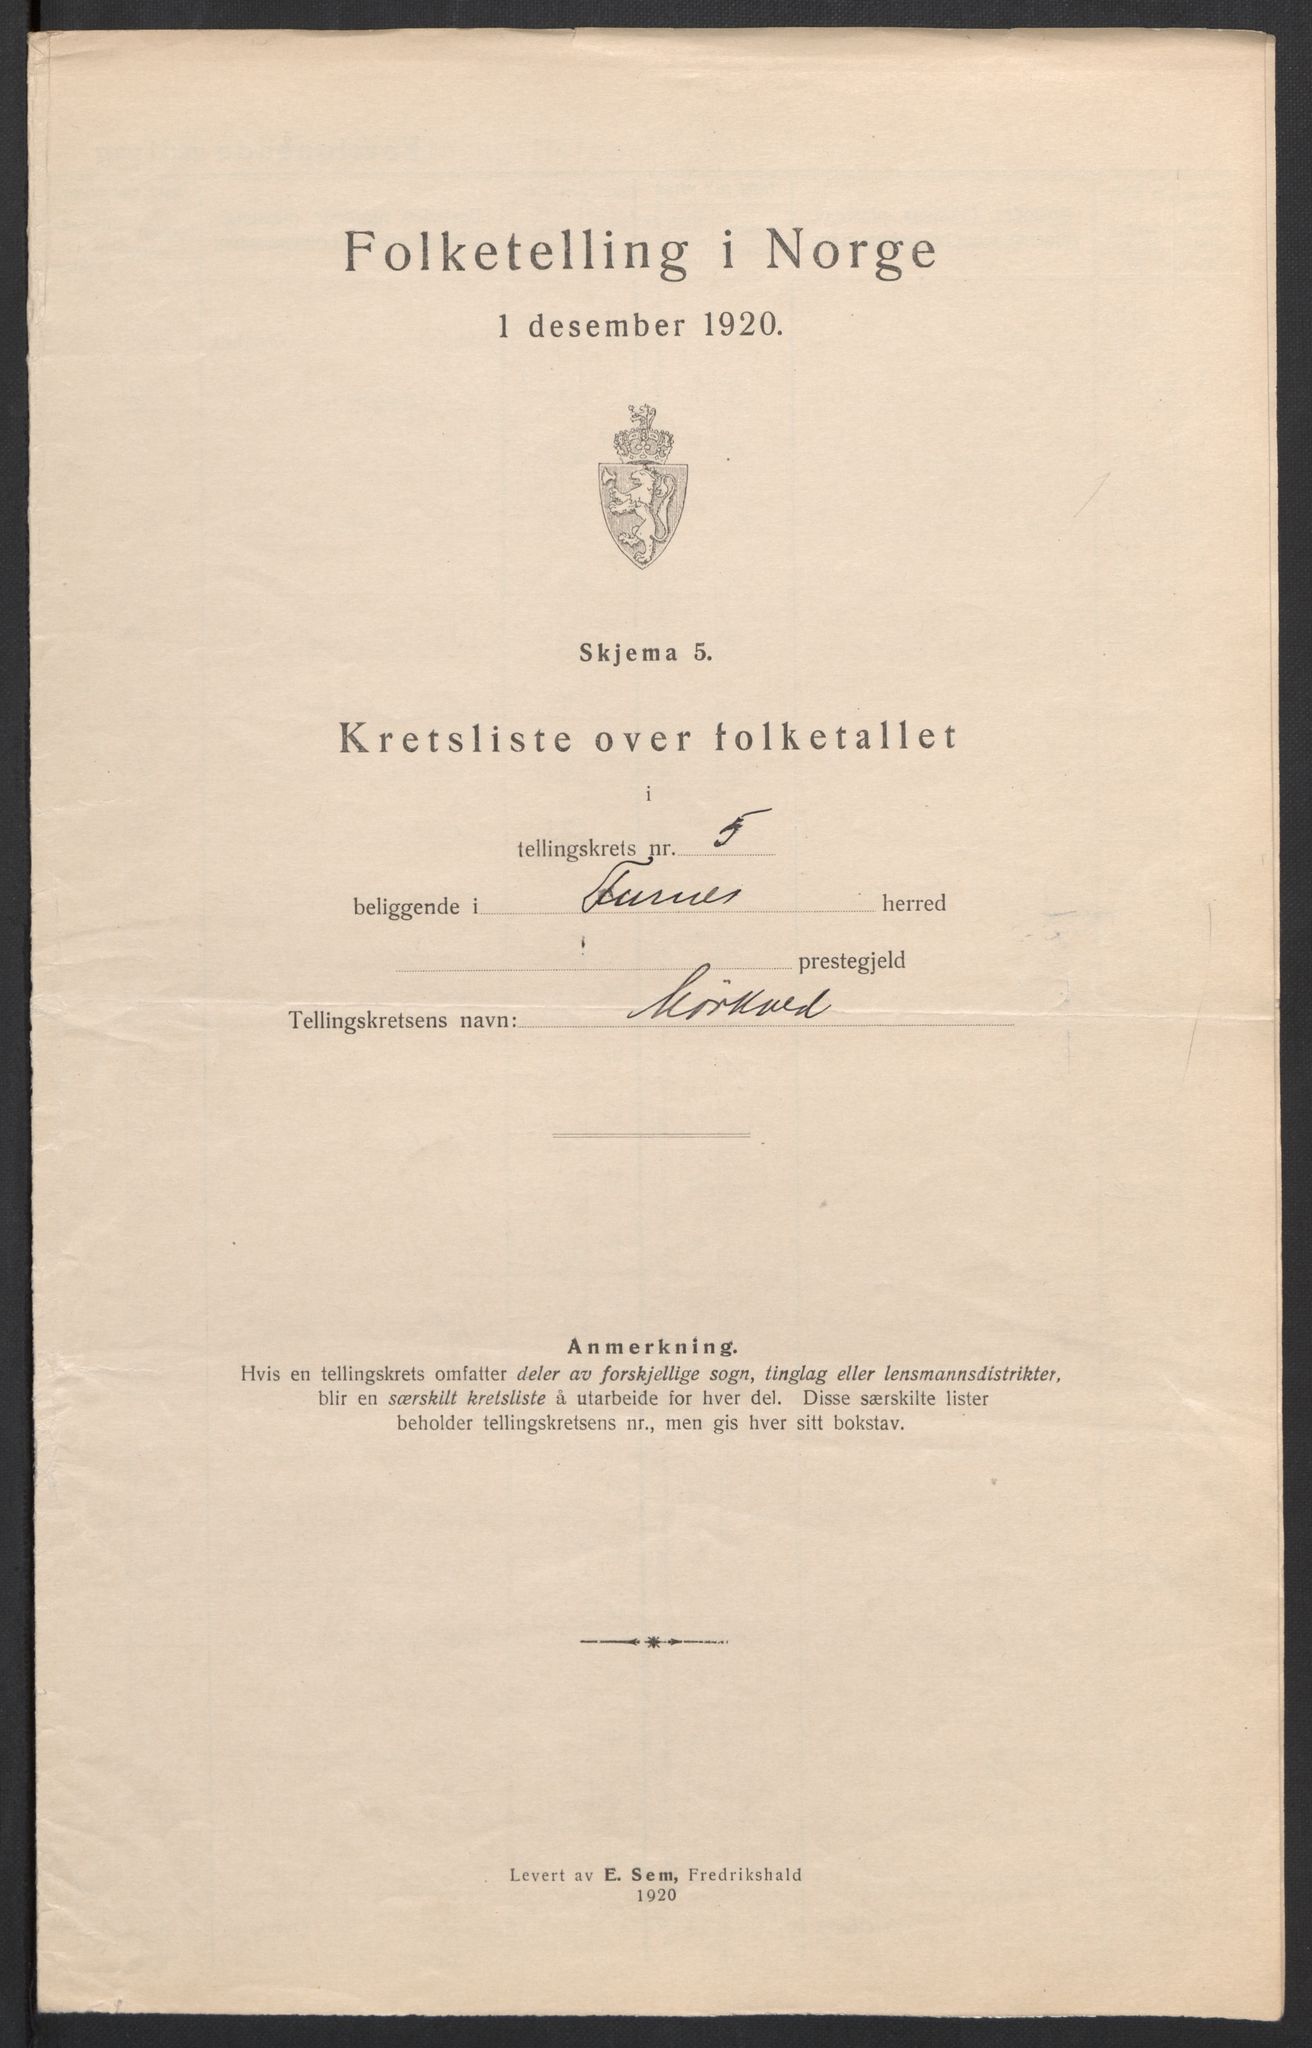 Folketelling i Norge
1 desember 1920.
Skjema 5.
Kretsliste over folketallet
i
tellingskrets nr. 5
beliggende i Furnes herred
prestegjeld
Tellingskretsens navn: Mörkved
Anmerkning.
Hvis en tellingskrets omfatter deler av forskjellige sogn, tinglag eller lensmannsdistrikter,
blir en særskilt kretsliste å utarbeide for hver del. Disse særskilte lister
beholder tellingskretsens nr., men gis hver sitt bokstav.
Levert av E. Sem, Fredrikshald
1920